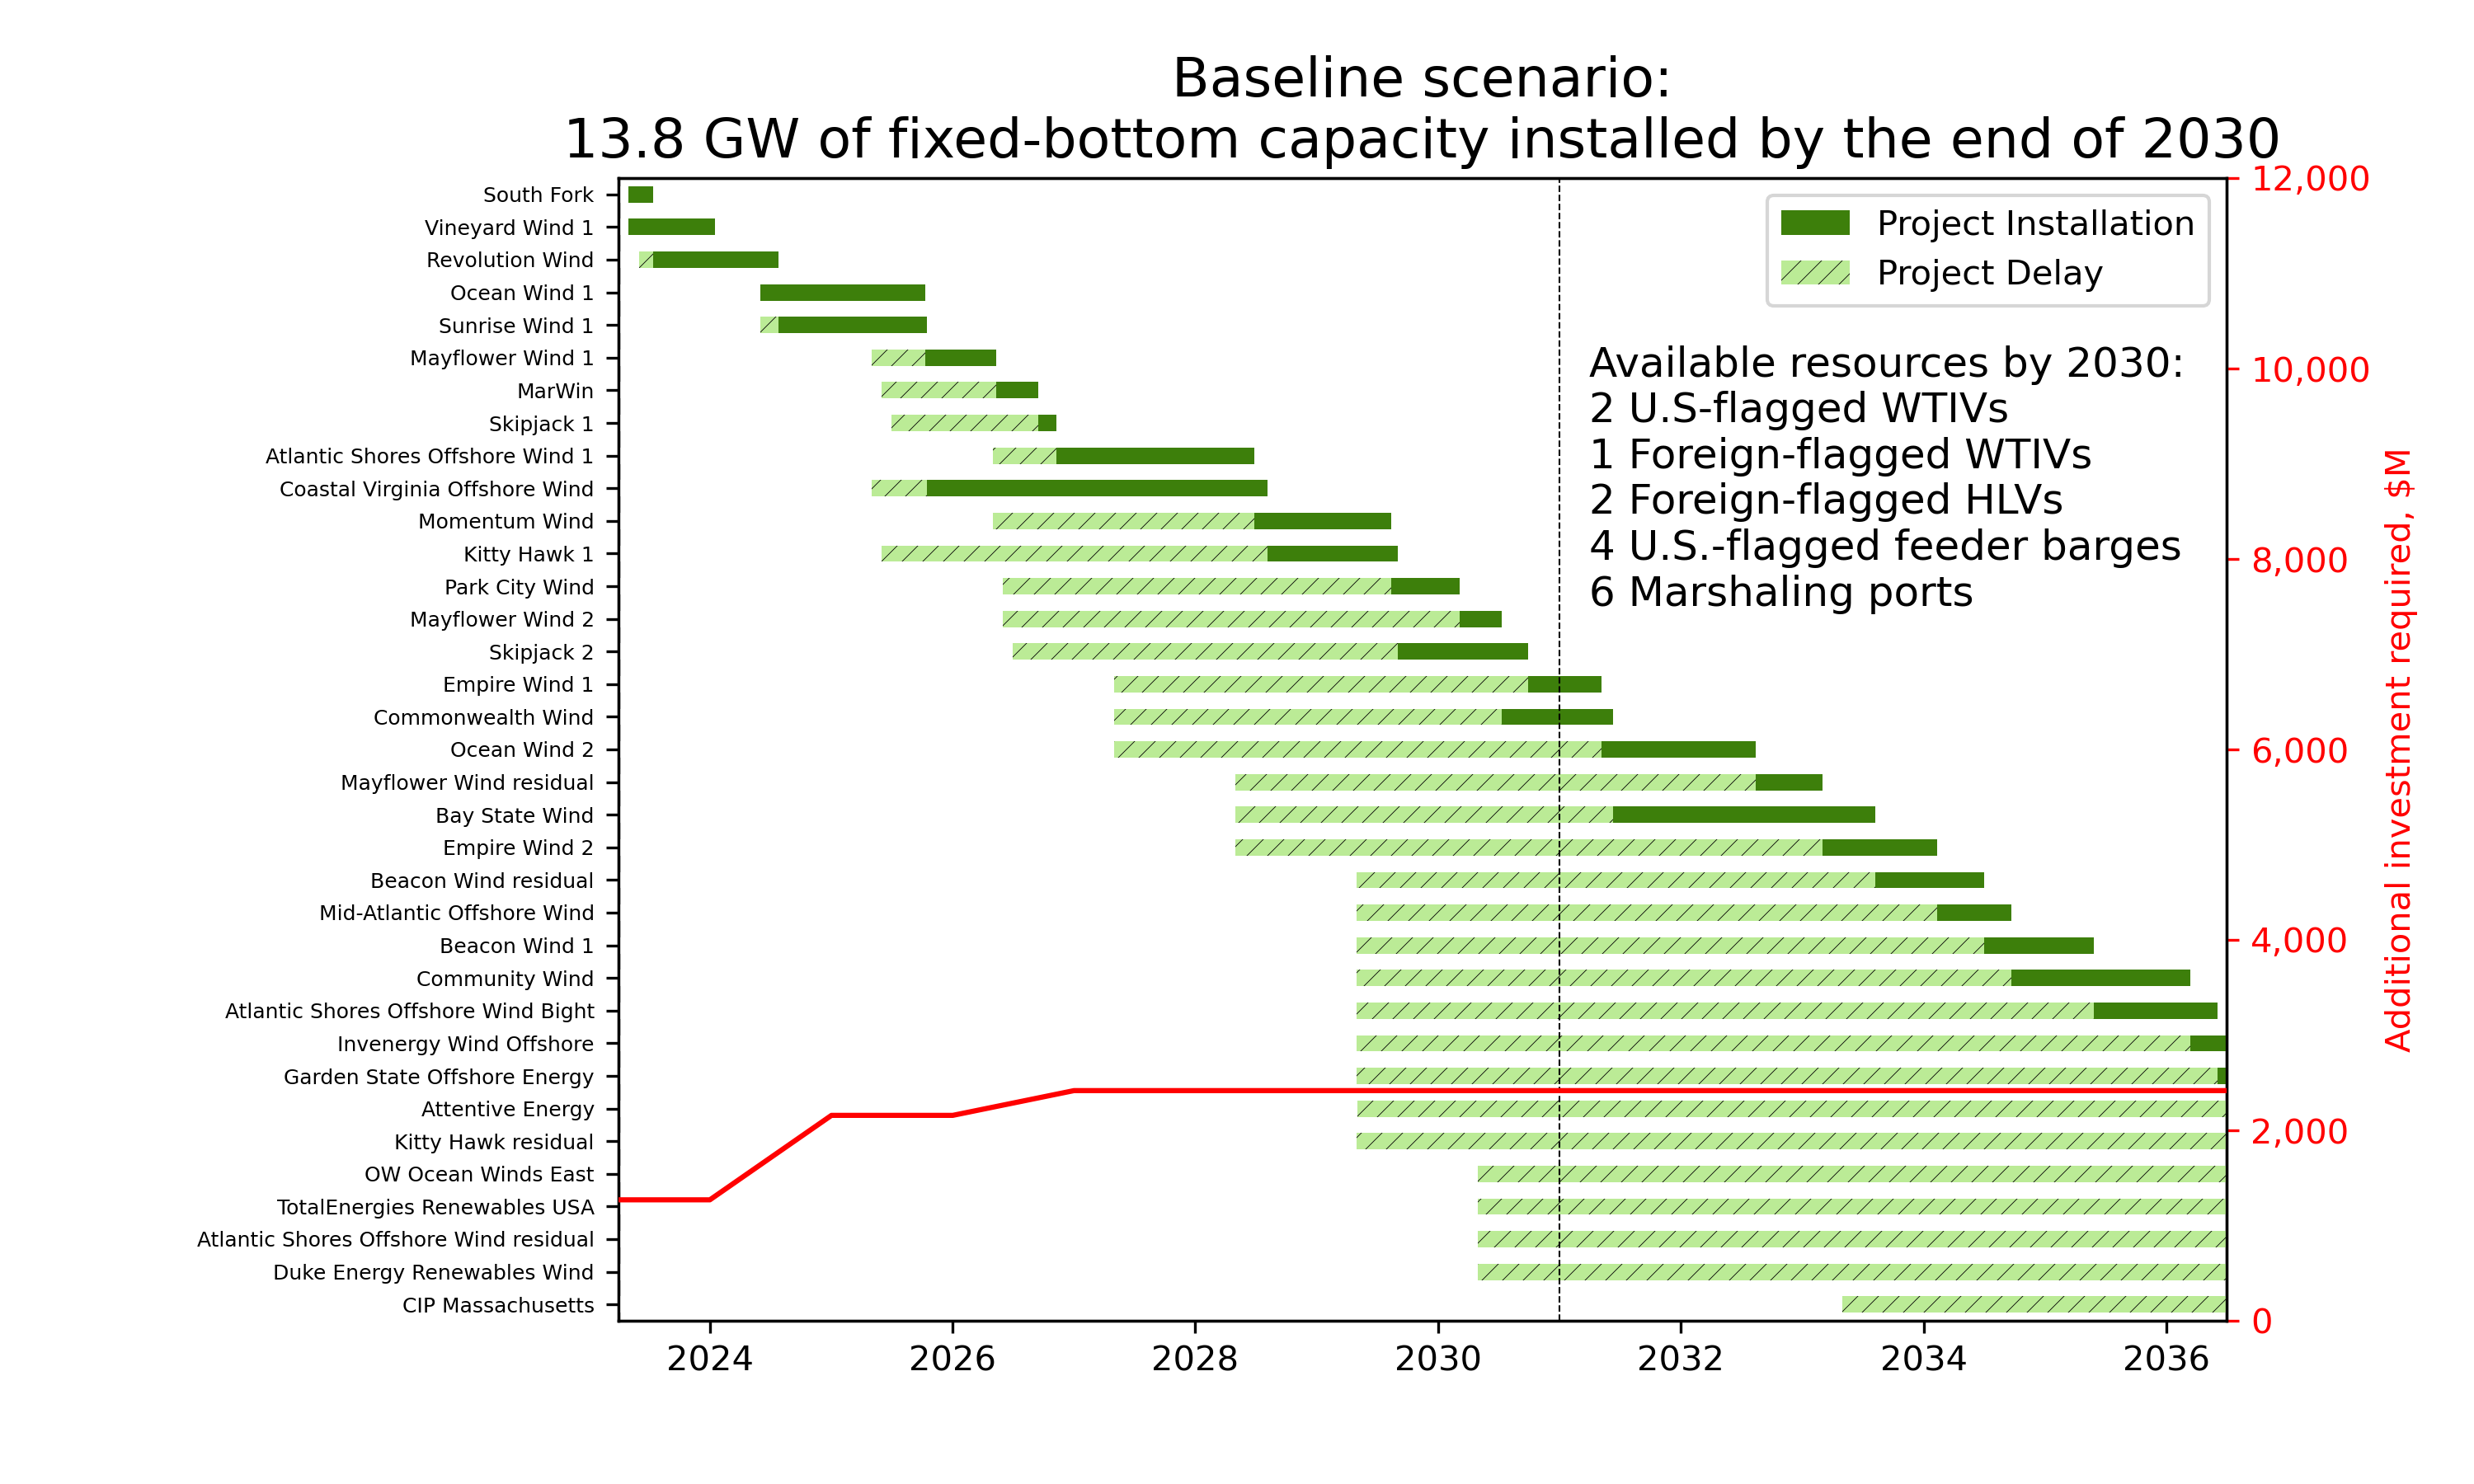 Baseline scenario:
13.8 GW of fixed-bottom capacity installed by the end of 2030
South Fork
Vineyard Wind 1
Revolution Wind
Ocean Wind 1
Sunrise Wind 1
Mayflower Wind 1
MarWin
Skipjack 1
Atlantic Shores Offshore Wind 1
Coastal Virginia Offshore Wind
Momentum Wind
Kitty Hawk 1
Park City Wind
Mayflower Wind 2
Skipjack 2
Empire Wind 1
Commonwealth Wind
Ocean Wind 2
Mayflower Wind residual
Bay State Wind
Empire Wind 2
Beacon Wind residual
Mid-Atlantic Offshore Wind
Beacon Wind 1
Community Wind
Atlantic Shores Offshore Wind Bight
Invenergy Wind Offshore
Garden State Offshore Energy
Attentive Energy
Kitty Hawk residual
OW Ocean Winds East
TotalEnergies Renewables USA
Atlantic Shores Offshore Wind residual
Duke Energy Renewables Wind
CIP Massachusetts
Project Installation
Project Delay
Available resources by 2030:
2 U.S-flagged WTIVs
1 Foreign-flagged WTIVs
2 Foreign-flagged HLVs
4 U.S.-flagged feeder barges
6 Marshaling ports
12,000
10,000
8,000
6,000
4,000
2,000
0
Additional investment required, $M
2024
2026
2028
2030
2032
2034
2036